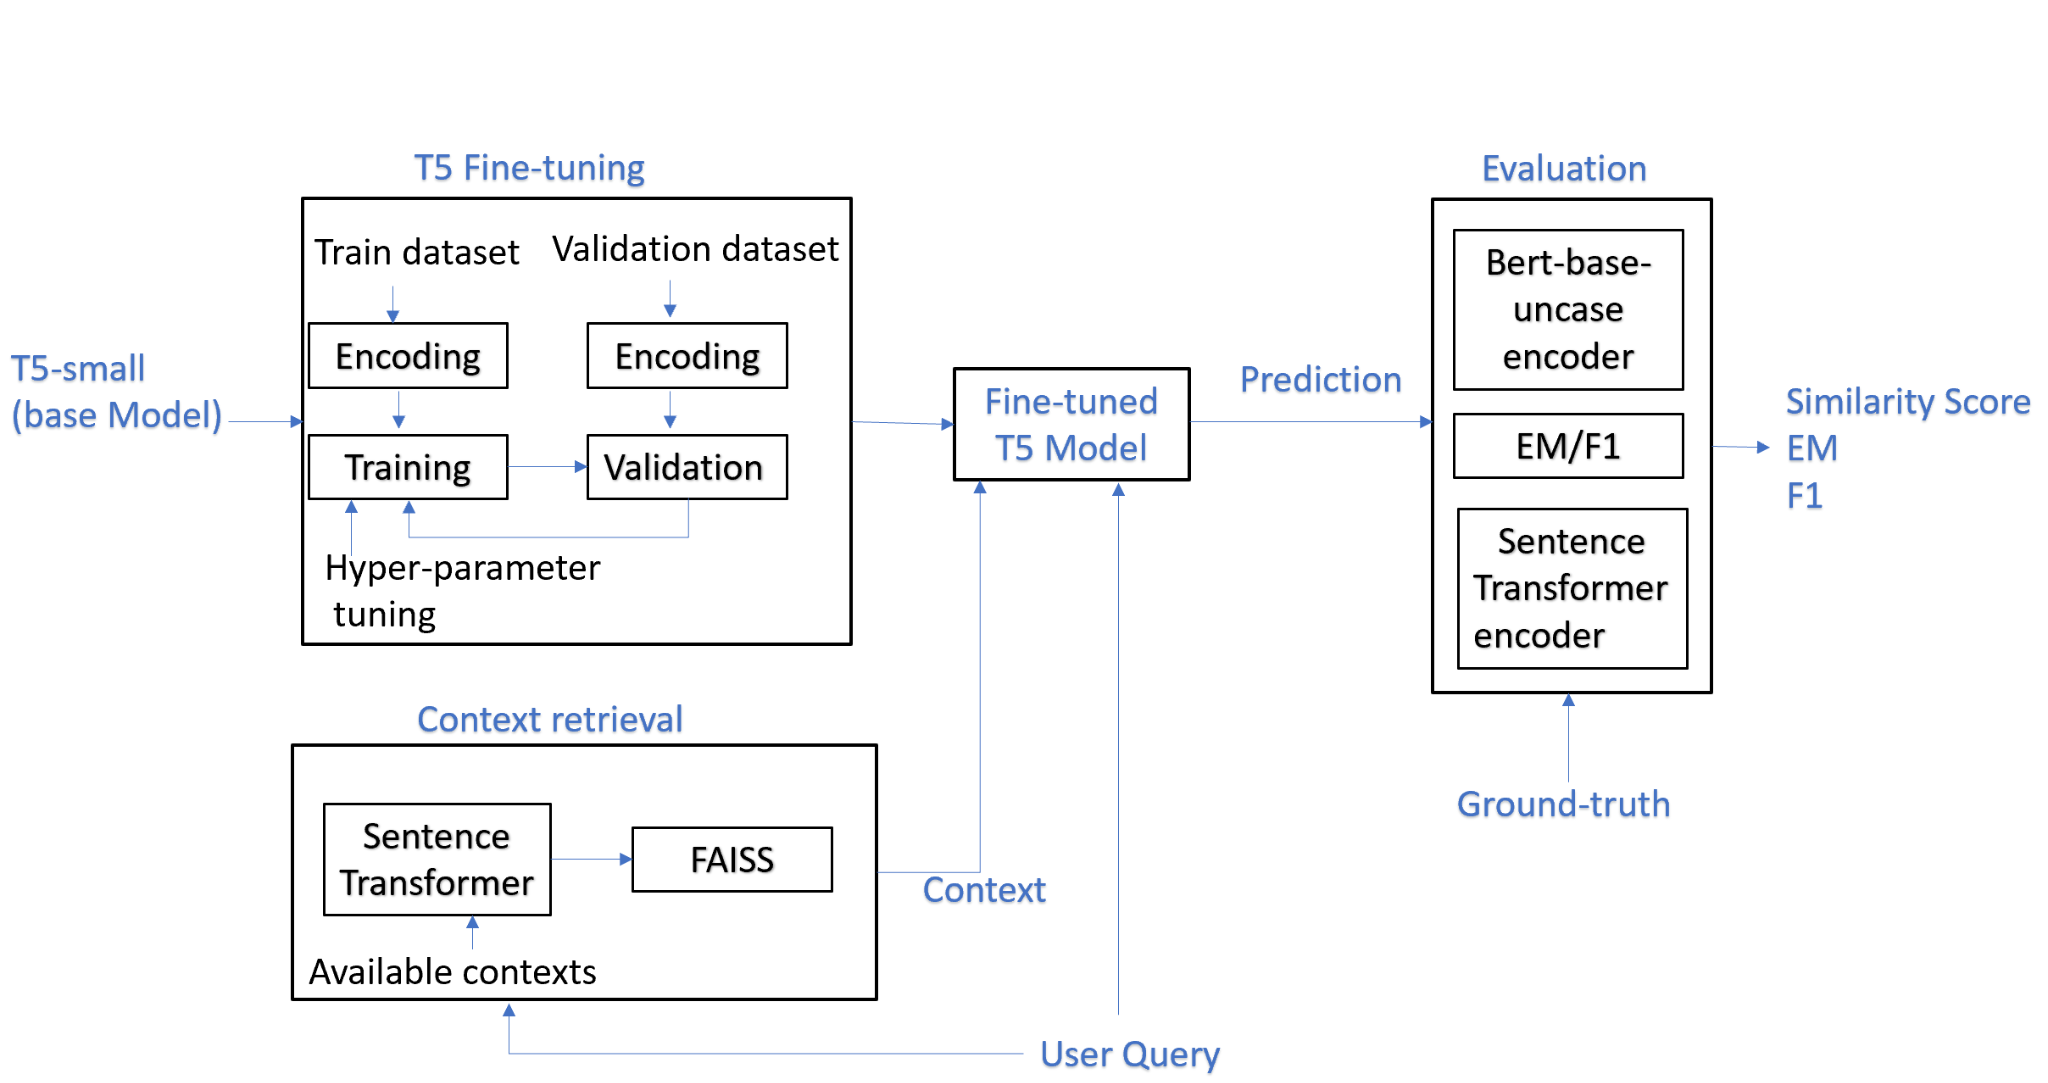 T5 Fine-tuning
Train dataset
Validation dataset
Encoding
Encoding
Training
Validation
Hyper-parameter
tuning
T5-small
(base Model)
Context retrieval
Sentence
Transformer
FAISS
Available contexts
Context
User Query
Fine-tuned
T5 Model
Prediction
Evaluation
Bert-base-
uncase
encoder
EM/F1
Sentence
Transformer
encoder
Ground-truth
Similarity Score
EM
F1